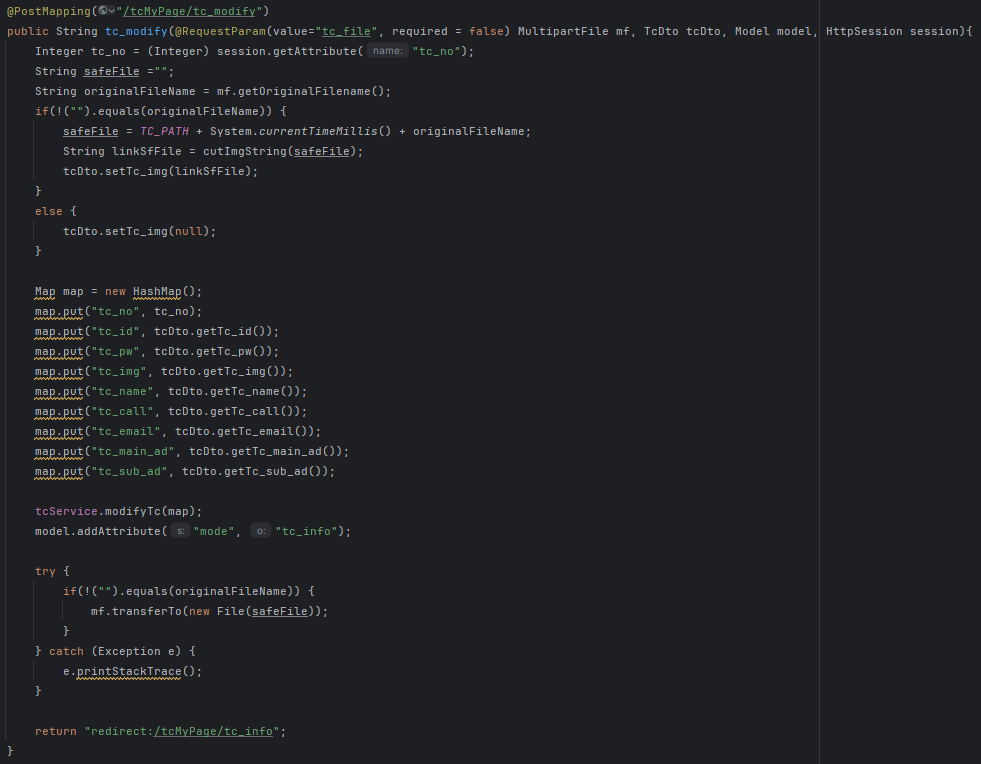 @PostMapping("/tcMyPage/tc_modify")
public String tc_modify(@RequestParam(value="tc_file", required = false) MultipartFile mf, TcDto tcDto, Model model, HttpSession session){
    Integer tc_no = (Integer) session.getAttribute( name: "tc_no");
    String safeFile ="";
    String originalFileName = mf.getOriginalFilename();
    if(!("").equals(originalFileName)) {
        safeFile = TC_PATH + System.currentTimeMillis() + originalFileName;
        String linkSfFile = cutImgString(safeFile);
        tcDto.setTc_img(linkSfFile);
    }
    else {
        tcDto.setTc_img(null);
    }

    Map map = new HashMap();
    map.put("tc_no", tc_no);
    map.put("tc_id", tcDto.getTc_id());
    map.put("tc_pw", tcDto.getTc_pw());
    map.put("tc_img", tcDto.getTc_img());
    map.put("tc_name", tcDto.getTc_name());
    map.put("tc_call", tcDto.getTc_call());
    map.put("tc_email", tcDto.getTc_email());
    map.put("tc_main_ad", tcDto.getTc_main_ad());
    map.put("tc_sub_ad", tcDto.getTc_sub_ad());

    tcService.modifyTc(map);
    model.addAttribute( s: "mode", o: "tc_info");

    try {
        if(!("").equals(originalFileName)) {
            mf.transferTo(new File(safeFile));
        }
    } catch (Exception e) {
        e.printStackTrace();
    }

    return "redirect:/tcMyPage/tc_info";
}